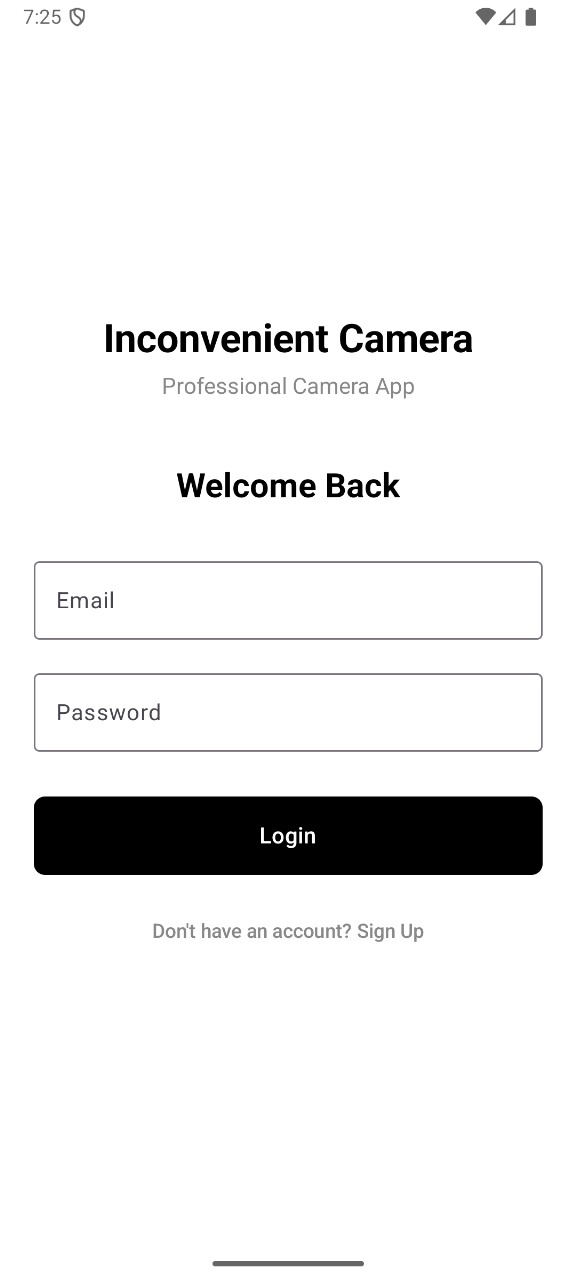 7:25
Inconvenient Camera
Professional Camera App
Welcome Back
Email
Password
Login
Don't have an account? Sign Up